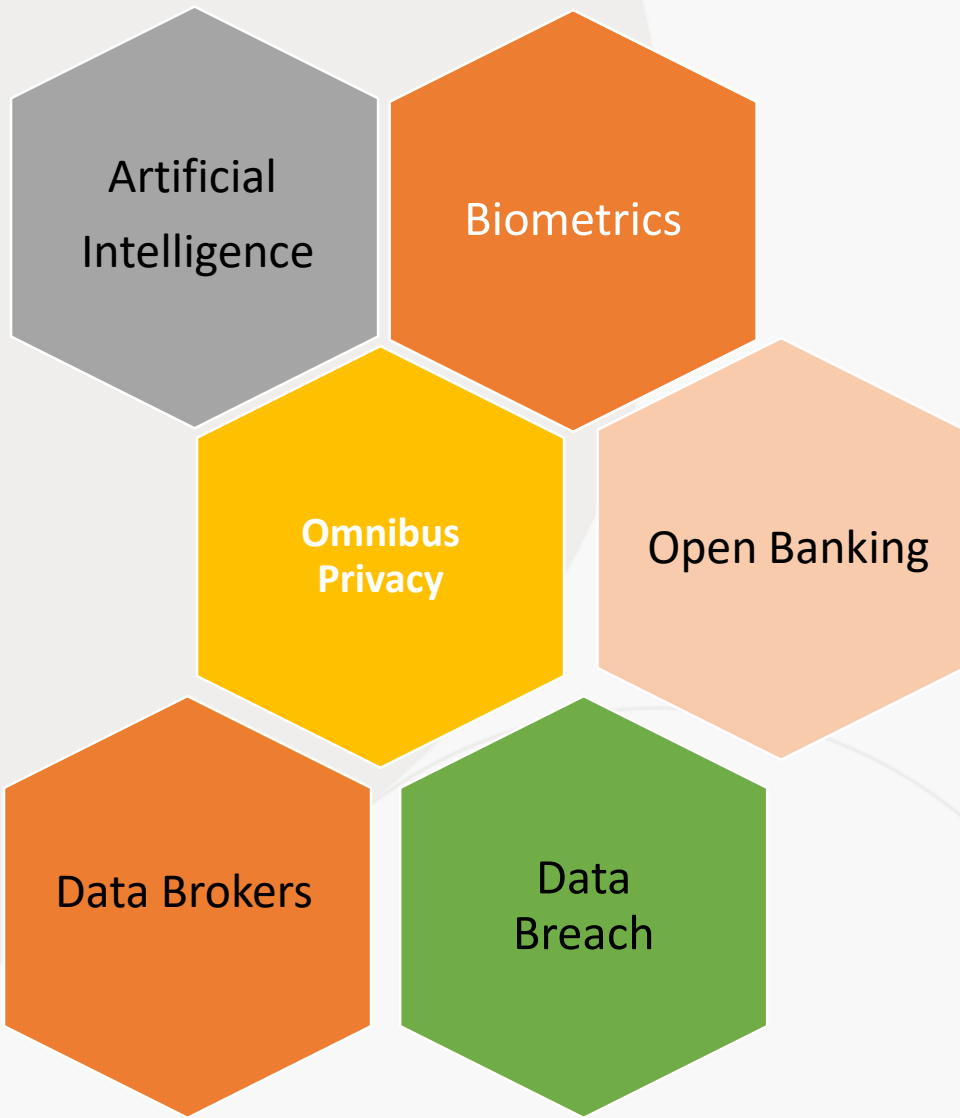 Artificial
Intelligence
Biometrics
Omnibus
Privacy
Open Banking
Data Brokers
Data
Breach